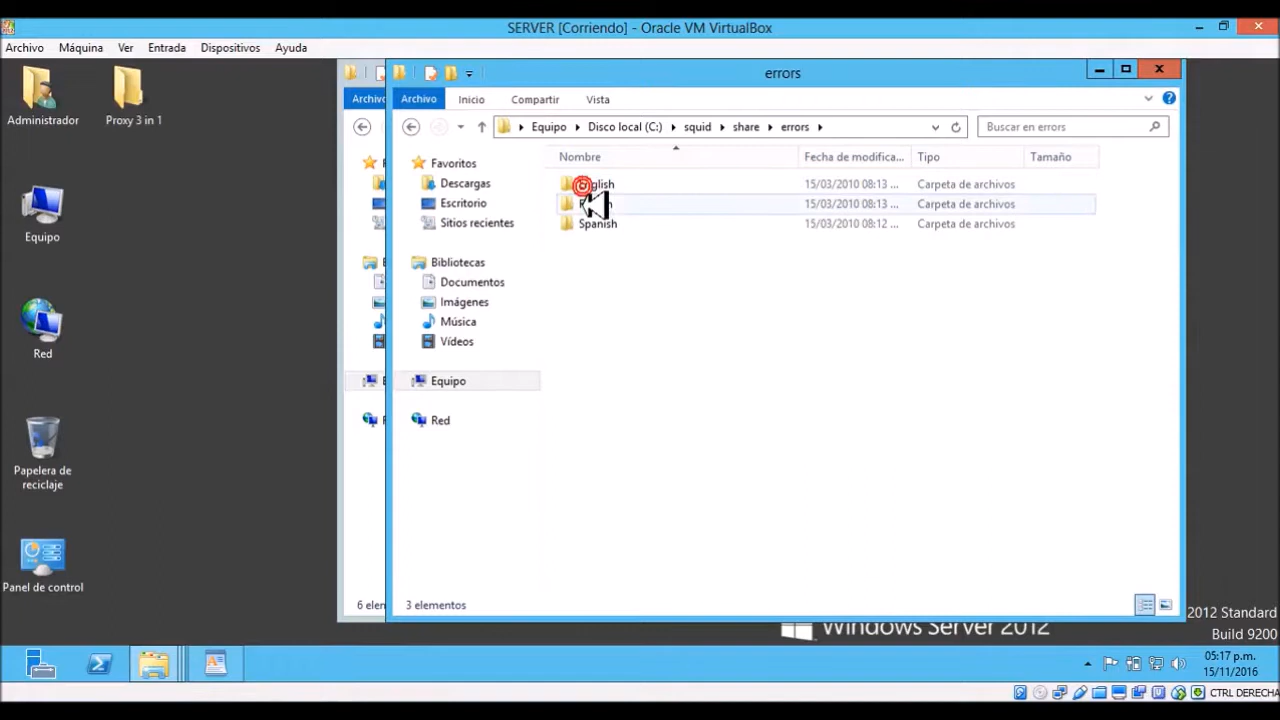 SERVER [Corriendo] - Oracle VM VirtualBox
Archivo Máquina Ver Entrada Dispositivos Ayuda
errors
Archivo Inicio Compartir Vista
Equipo Disco local (C:) squid share errors
Buscar en errors
Nombre Fecha de modifica... Tipo Tamaño
15/03/2010 08:13 ... Carpeta de archivos
15/03/2010 08:13 ... Carpeta de archivos
Spanish 15/03/2010 08:12 ... Carpeta de archivos
Favoritos
Descargas
Escritorio
Sitios recientes
Bibliotecas
Documentos
Imágenes
Música
Vídeos
Equipo
Red
3 elementos
Archivo
6 elen
Administrador
Proxy 3 in 1
Equipo
Red
Papelera de
reciclaje
Panel de control
2012 Standard
Windows Server 2012
Build 9200
05:17 p.m.
15/11/2016
CTRL DERECHA